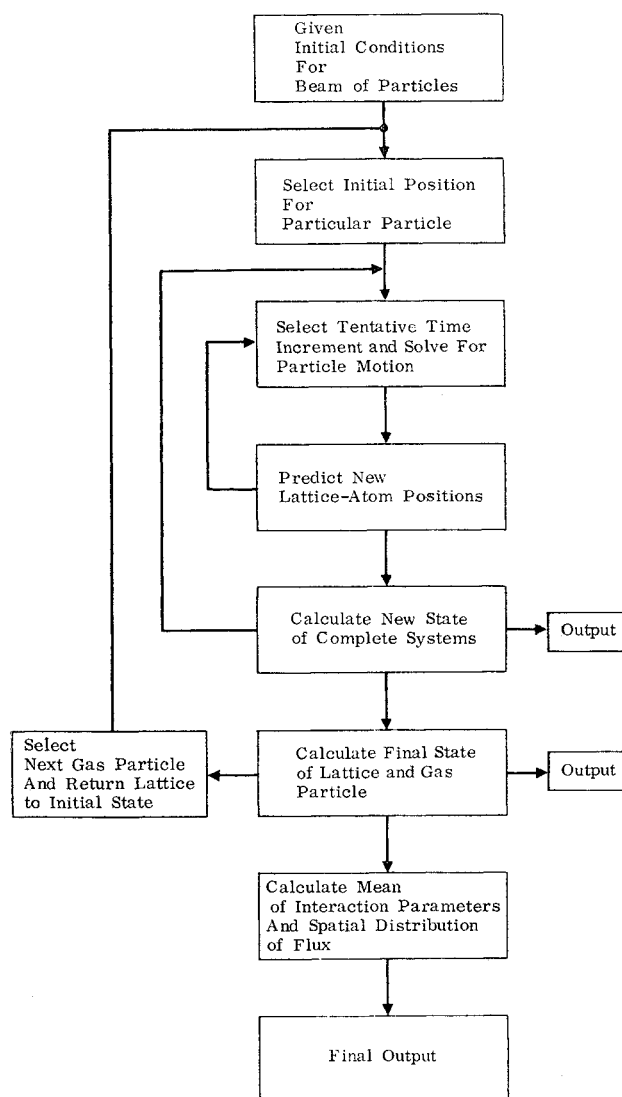 Given
Initial Conditions
For
Beam of Particles
Select Initial Position
For
Particular Particle
Select Tentative Time
Increment and Solve For
Particle Motion
Predict New
Lattice-Atom Positions
Calculate New State
of Complete Systems
Output
Select
Next Gas Particle
And Return Lattice
to Initial State
Calculate Final State
of Lattice and Gas
Particle
Output
Calculate Mean
of Interaction Parameters
And Spatial Distribution
of Flux
Final Output